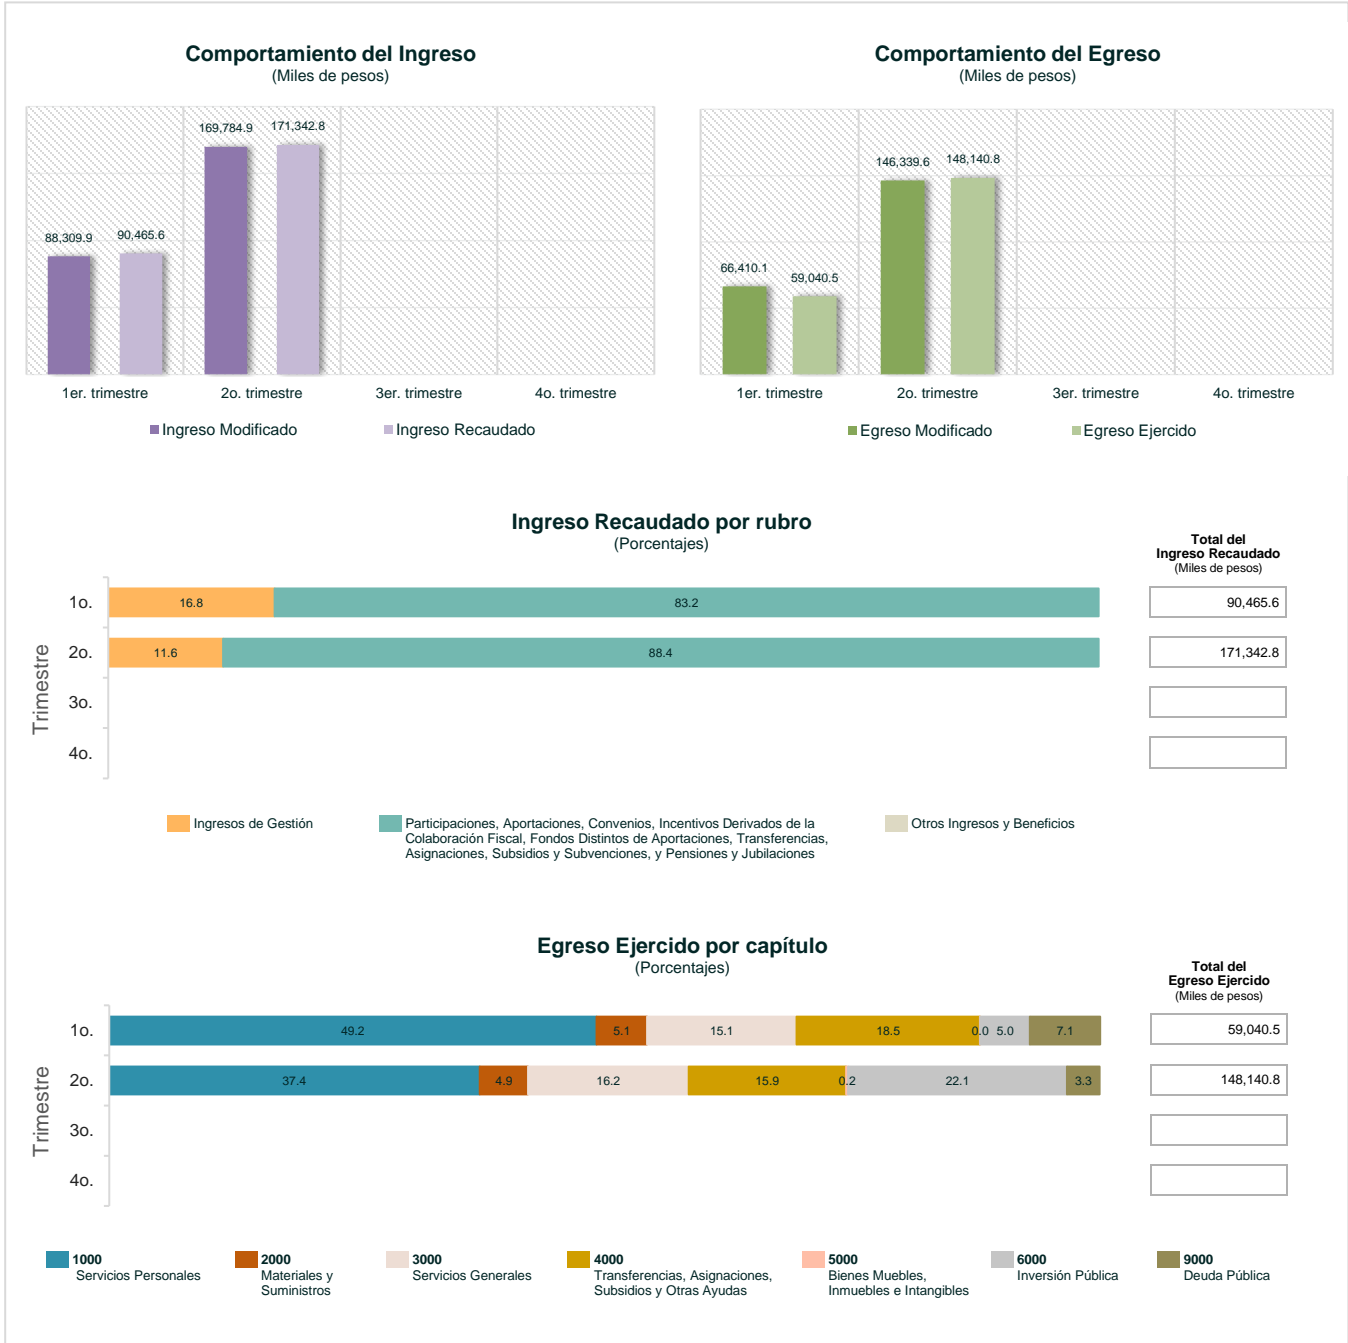 Comportamiento del Ingreso
(Miles de pesos)
169,784.9
171,342.8
88,309.9
90,465.6
1er. trimestre
2o. trimestre
3er. trimestre
4o. trimestre
Ingreso Modificado
Ingreso Recaudado
Comportamiento del Egreso
(Miles de pesos)
146,339.6
148,140.8
66,410.1
59,040.5
1er. trimestre
2o. trimestre
3er. trimestre
4o. trimestre
Egreso Modificado
Egreso Ejercido
Ingreso Recaudado por rubro
(Porcentajes)
Total del
Ingreso Recaudado
(Miles de pesos)
Trimestre
1o.
16.8
83.2
90,465.6
2o.
11.6
88.4
171,342.8
3o.
4o.
Ingresos de Gestión
Participaciones, Aportaciones, Convenios, Incentivos Derivados de la
Colaboración Fiscal, Fondos Distintos de Aportaciones, Transferencias,
Asignaciones, Subsidios y Subvenciones, y Pensiones y Jubilaciones
Otros Ingresos y Beneficios
Egreso Ejercido por capítulo
(Porcentajes)
Total del
Egreso Ejercido
(Miles de pesos)
Trimestre
1o.
49.2
5.1
15.1
18.5
0.0
5.0
7.1
59,040.5
2o.
37.4
4.9
16.2
15.9
0.2
22.1
3.3
148,140.8
3o.
4o.
1000
Servicios Personales
2000
Materiales y
Suministros
3000
Servicios Generales
4000
Transferencias, Asignaciones,
Subsidios y Otras Ayudas
5000
Bienes Muebles,
Inmuebles e Intangibles
6000
Inversión Pública
9000
Deuda Pública